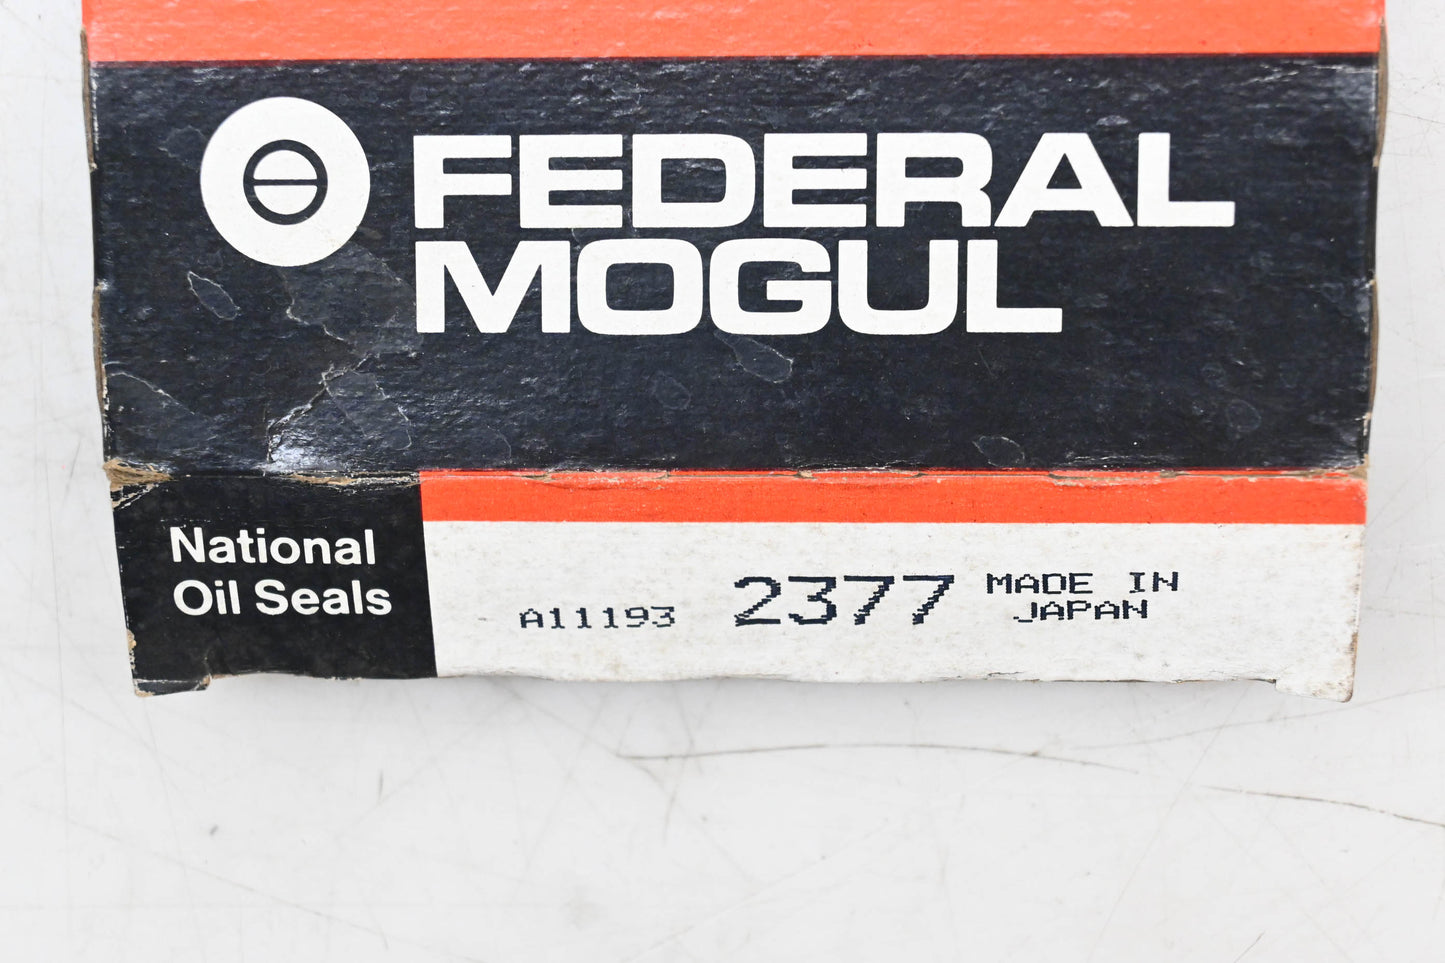 FEDERAL
MOGUL
National
Oil Seals
A11193 2377 MADE IN
JAPAN